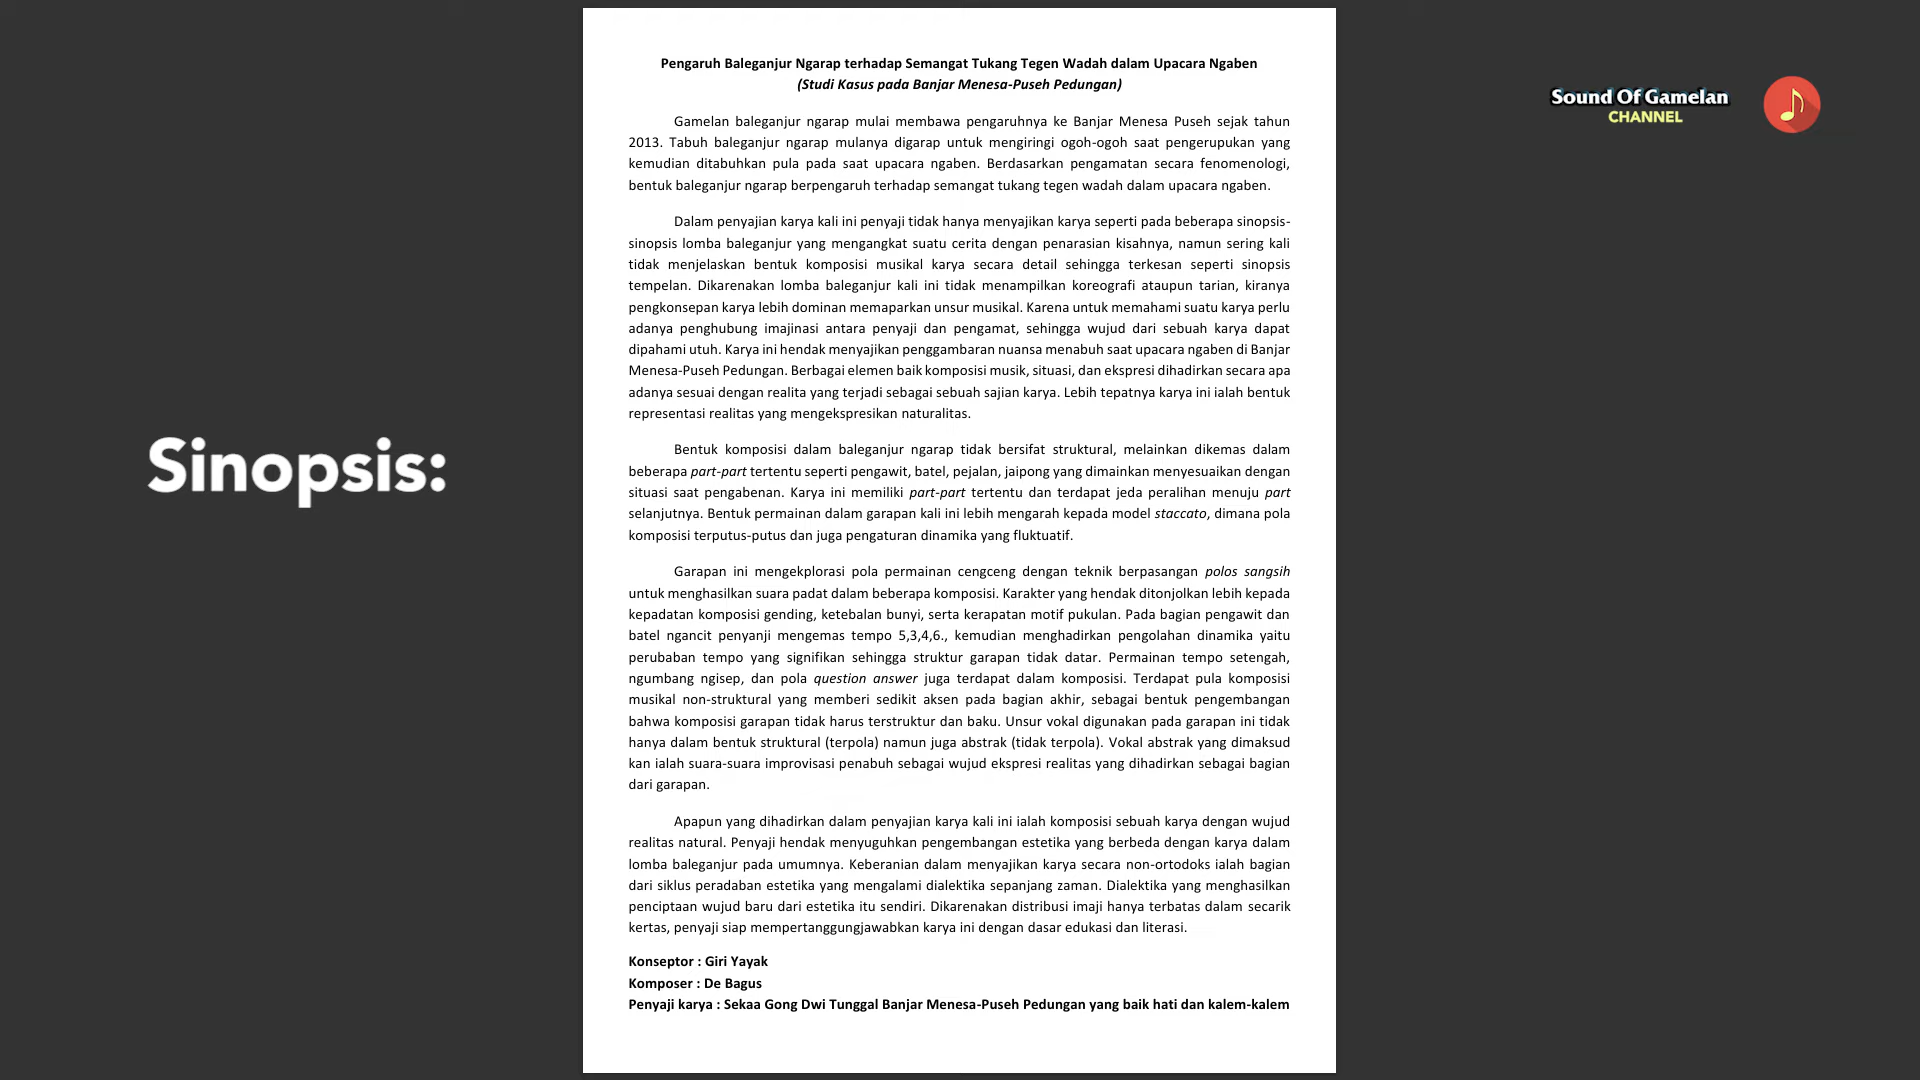 Pengaruh Baleganjur Ngarap terhadap Semangat Tukang Tegen Wadah dalam Upacara Ngaben
(Studi Kasus pada Banjar Menesa-Puseh Pedungan)
Sound Of Gamelan
CHANNEL
Gamelan baleganjur ngarap mulai membawa pengaruhnya ke Banjar Menesa Puseh sejak tahun
2013. Tabuh baleganjur ngarap mulanya digarap untuk mengiringi ogoh-ogoh saat pengerupukan yang
kemudian ditabuhkan pula pada saat upacara ngaben. Berdasarkan pengamatan secara fenomenologi,
bentuk baleganjur ngarap berpengaruh terhadap semangat tukang tegen wadah dalam upacara ngaben.
Dalam penyajian karya kali ini penyaji tidak hanya menyajikan karya seperti pada beberapa sinopsis-
sinopsis lomba baleganjur yang mengangkat suatu cerita dengan penarasian kisahnya, namun sering kali
tidak menjelaskan bentuk komposisi musikal karya secara detail sehingga terkesan seperti sinopsis
tempelan. Dikarenakan lomba baleganjur kali ini tidak menampilkan koreografi ataupun tarian, kiranya
pengkonsepan karya lebih dominan memaparkan unsur musikal. Karena untuk memahami suatu karya perlu
adanya penghubung imajinasi antara penyaji dan pengamat, sehingga wujud dari sebuah karya dapat
dipahami utuh. Karya ini hendak menyajikan penggambaran nuansa menabuh saat upacara ngaben di Banjar
Menesa-Puseh Pedungan. Berbagai elemen baik komposisi musik, situasi, dan ekspresi dihadirkan secara apa
adanya sesuai dengan realita yang terjadi sebagai sebuah sajian karya. Lebih tepatnya karya ini ialah bentuk
representasi realitas yang mengekspresikan naturalitas.
Sinopsis:
Bentuk komposisi dalam baleganjur ngarap tidak bersifat struktural, melainkan dikemas dalam
beberapa part-part tertentu seperti pengawit, batel, pejalan, jaipong yang dimainkan menyesuaikan dengan
situasi saat pengabenan. Karya ini memiliki part-part tertentu dan terdapat jeda peralihan menuju part
selanjutnya. Bentuk permainan dalam garapan kali ini lebih mengarah kepada model staccato, dimana pola
komposisi terputus-putus dan juga pengaturan dinamika yang fluktuatif.
Garapan ini mengekplorasi pola permainan cengceng dengan teknik berpasangan polos sangsih
untuk menghasilkan suara padat dalam beberapa komposisi. Karakter yang hendak ditonjolkan lebih kepada
kepadatan komposisi gending, ketebalan bunyi, serta kerapatan motif pukulan. Pada bagian pengawit dan
batel ngancit penyanji mengemas tempo 5,3,4,6., kemudian menghadirkan pengolahan dinamika yaitu
perubaban tempo yang signifikan sehingga struktur garapan tidak datar. Permainan tempo setengah,
ngumbang ngisep, dan pola question answer juga terdapat dalam komposisi. Terdapat pula komposisi
musikal non-struktural yang memberi sedikit aksen pada bagian akhir, sebagai bentuk pengembangan
bahwa komposisi garapan tidak harus terstruktur dan baku. Unsur vokal digunakan pada garapan ini tidak
hanya dalam bentuk struktural (terpola) namun juga abstrak (tidak terpola). Vokal abstrak yang dimaksud
kan ialah suara-suara improvisasi penabuh sebagai wujud ekspresi realitas yang dihadirkan sebagai bagian
dari garapan.
Apapun yang dihadirkan dalam penyajian karya kali ini ialah komposisi sebuah karya dengan wujud
realitas natural. Penyaji hendak menyuguhkan pengembangan estetika yang berbeda dengan karya dalam
lomba baleganjur pada umumnya. Keberanian dalam menyajikan karya secara non-ortodoks ialah bagian
dari siklus peradaban estetika yang mengalami dialektika sepanjang zaman. Dialektika yang menghasilkan
penciptaan wujud baru dari estetika itu sendiri. Dikarenakan distribusi imaji hanya terbatas dalam secarik
kertas, penyaji siap mempertanggungjawabkan karya ini dengan dasar edukasi dan literasi.
Konseptor : Giri Yayak
Komposer : De Bagus
Penyaji karya : Sekaa Gong Dwi Tunggal Banjar Menesa-Puseh Pedungan yang baik hati dan kalem-kalem